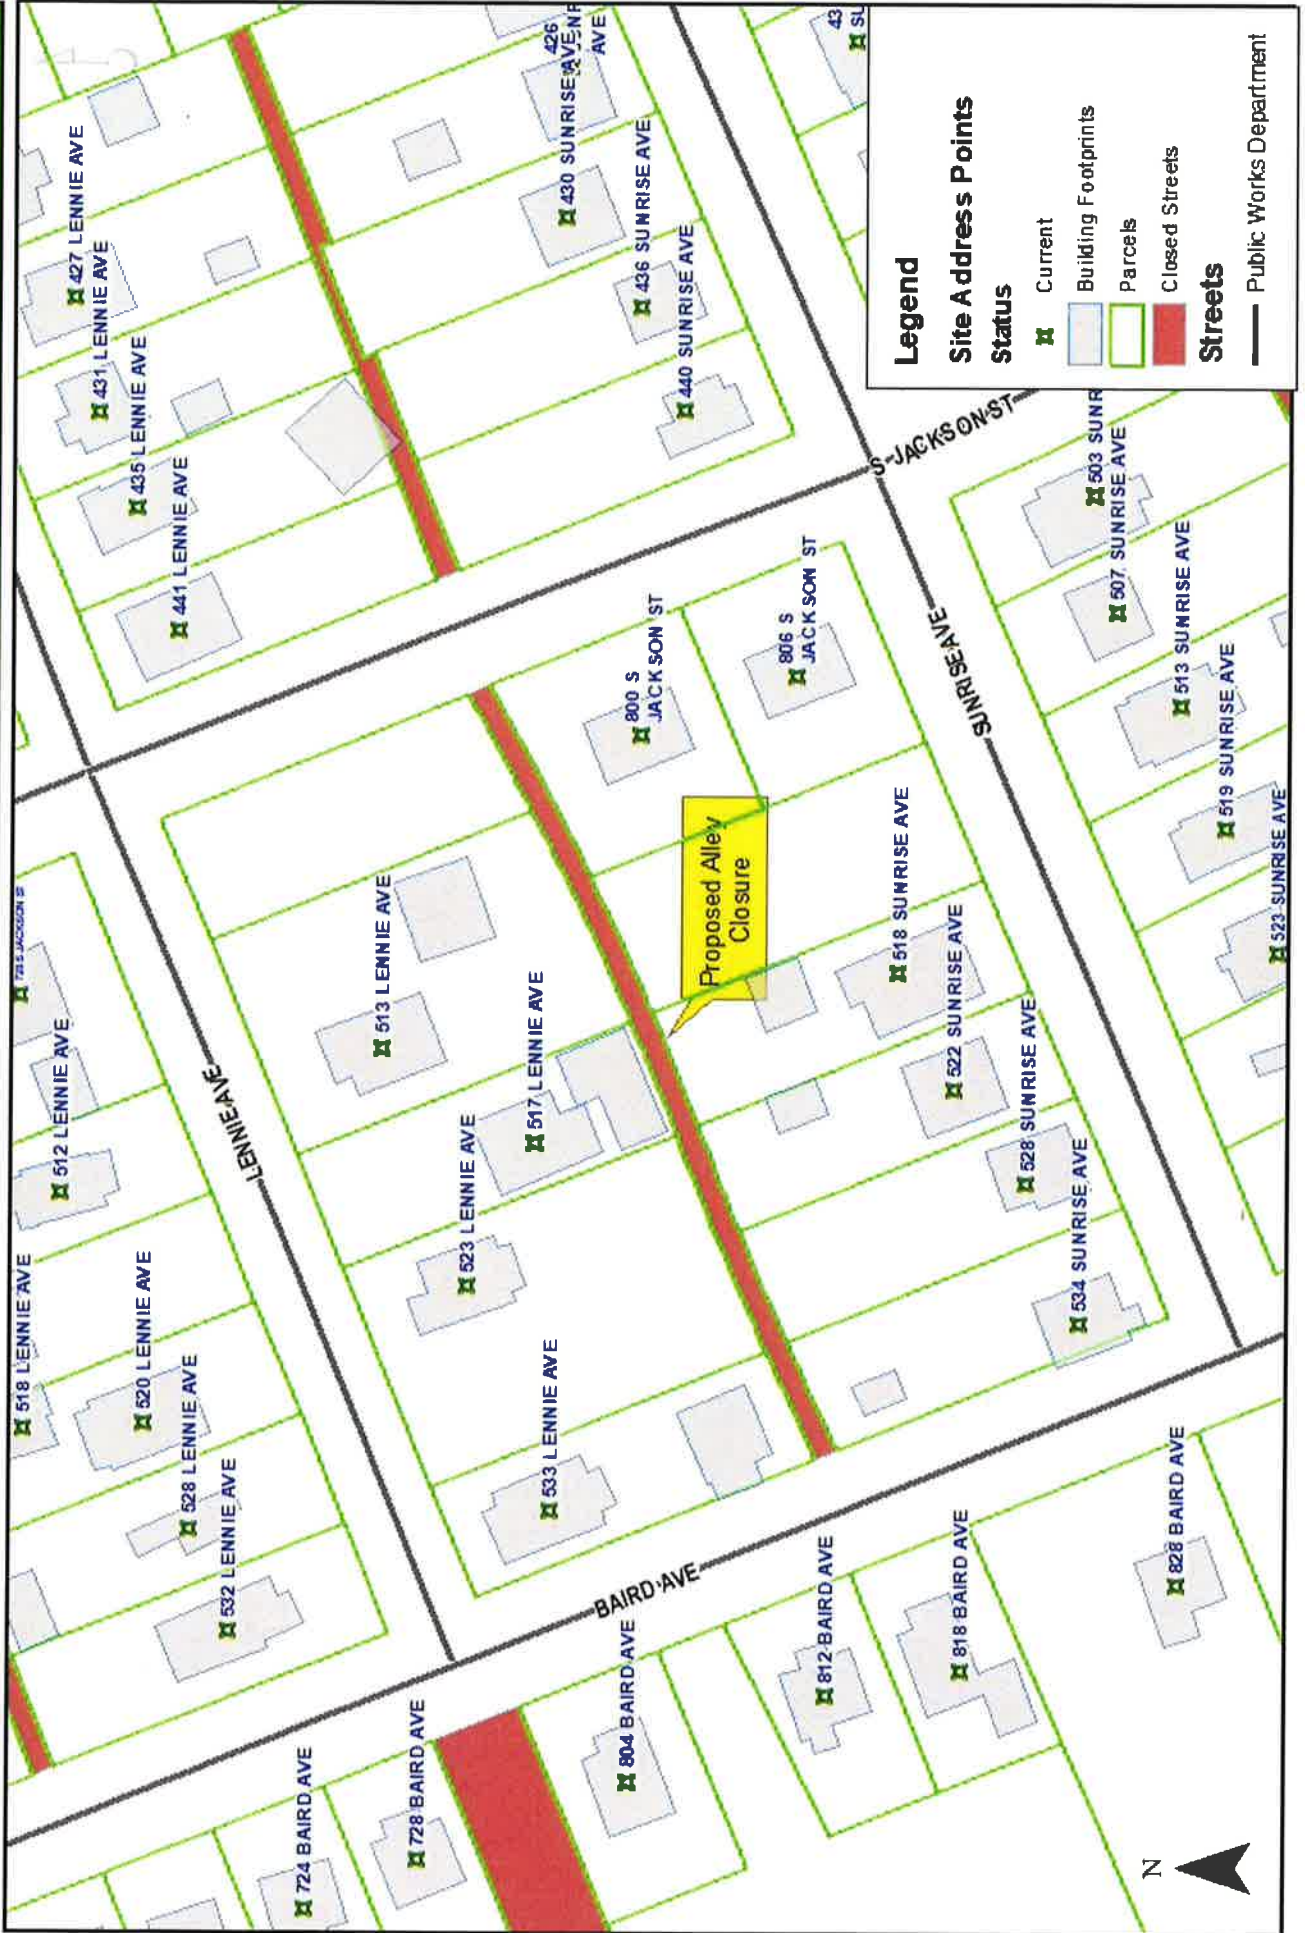 427 LENNIE AVE
431 LENNIE AVE
435 LENNIE AVE
441 LENNIE AVE
426
AVE
430 SUNRISE AVE
436 SUNRISE AVE
440 SUNRISE AVE
43
SU
S JACKSON ST
503 SUNR
507 SUNRISE AVE
513 SUNRISE AVE
519 SUNRISE AVE
523 SUNRISE AVE
SUNRISE AVE
800 S
JACKSON ST
806 S
JACKSON ST
Proposed Alley
Closure
513 LENNIE AVE
517 LENNIE AVE
523 LENNIE AVE
533 LENNIE AVE
518 SUNRISE AVE
522 SUNRISE AVE
528 SUNRISE AVE
534 SUNRISE AVE
LENNIE AVE
728 S JACKSON ST
512 LENNIE AVE
518 LENNIE AVE
520 LENNIE AVE
528 LENNIE AVE
532 LENNIE AVE
BAIRD AVE
724 BAIRD AVE
728 BAIRD AVE
804 BAIRD AVE
812 BAIRD AVE
818 BAIRD AVE
828 BAIRD AVE
N
Legend
Site Address Points
Status
Current
Building Footprints
Parcels
Closed Streets
Streets
Public Works Department